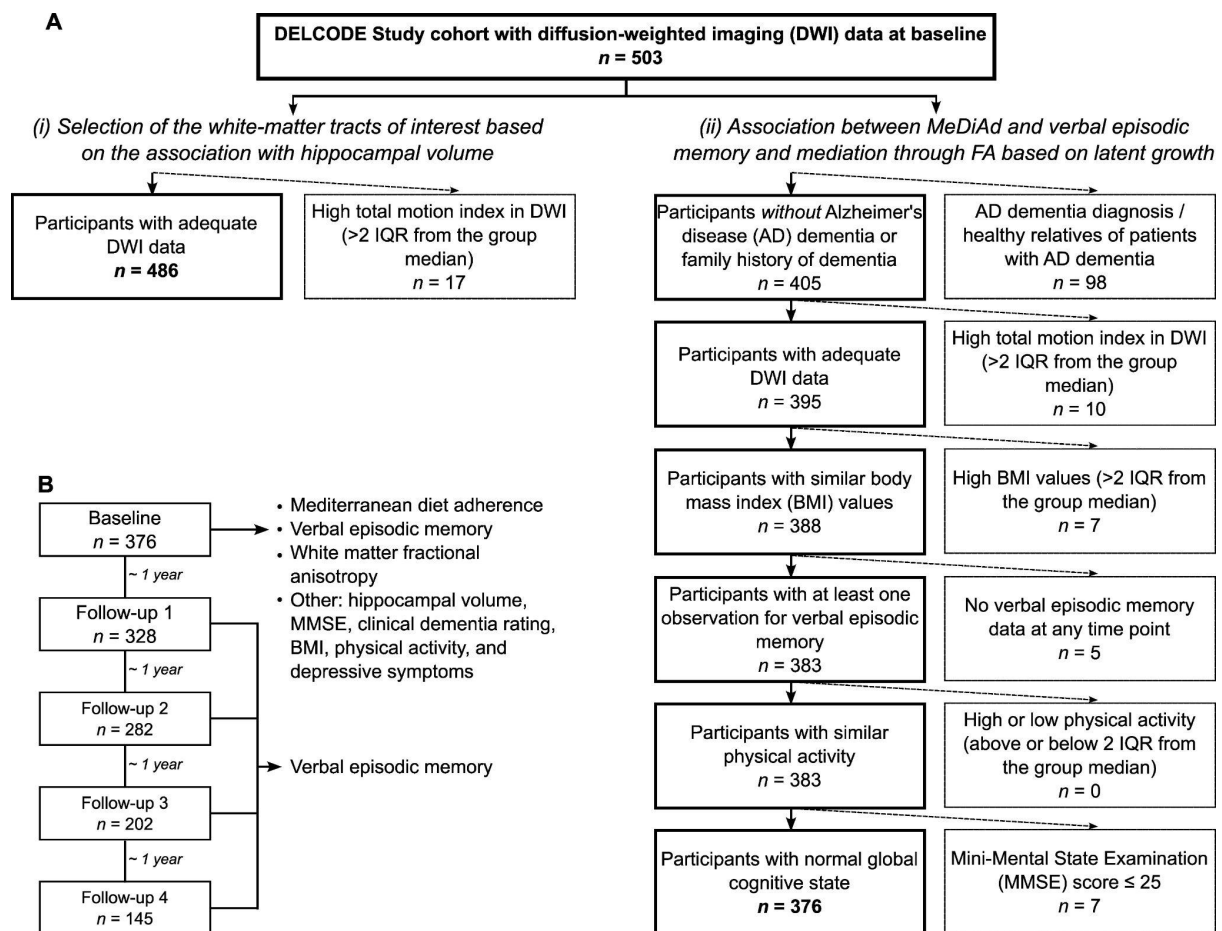 A
DELCODE Study cohort with diffusion-weighted imaging (DWI) data at baseline
n = 503
(i) Selection of the white-matter tracts of interest based
on the association with hippocampal volume
Participants with adequate
DWI data
n = 486
High total motion index in DWI
(>2 IQR from the group
median)
n = 17
(ii) Association between MeDiAd and verbal episodic
memory and mediation through FA based on latent growth
Participants without Alzheimer's
disease (AD) dementia or
family history of dementia
n = 405
AD dementia diagnosis /
healthy relatives of patients
with AD dementia
n = 98
Participants with adequate
DWI data
n = 395
High total motion index in DWI
(>2 IQR from the group
median)
n = 10
Participants with similar body
mass index (BMI) values
n = 388
High BMI values (>2 IQR from
the group median)
n = 7
Participants with at least one
observation for verbal episodic
memory
n = 383
No verbal episodic memory
data at any time point
n = 5
Participants with similar
physical activity
n = 383
High or low physical activity
(above or below 2 IQR from
the group median)
n = 0
Participants with normal global
cognitive state
n = 376
Mini-Mental State Examination
(MMSE) score ≤ 25
n = 7
B
Baseline
n = 376
~ 1 year
Follow-up 1
n = 328
~ 1 year
Follow-up 2
n = 282
~ 1 year
Follow-up 3
n = 202
~ 1 year
Follow-up 4
n = 145
• Mediterranean diet adherence
• Verbal episodic memory
• White matter fractional
anisotropy
• Other: hippocampal volume,
MMSE, clinical dementia rating,
BMI, physical activity, and
depressive symptoms
Verbal episodic memory